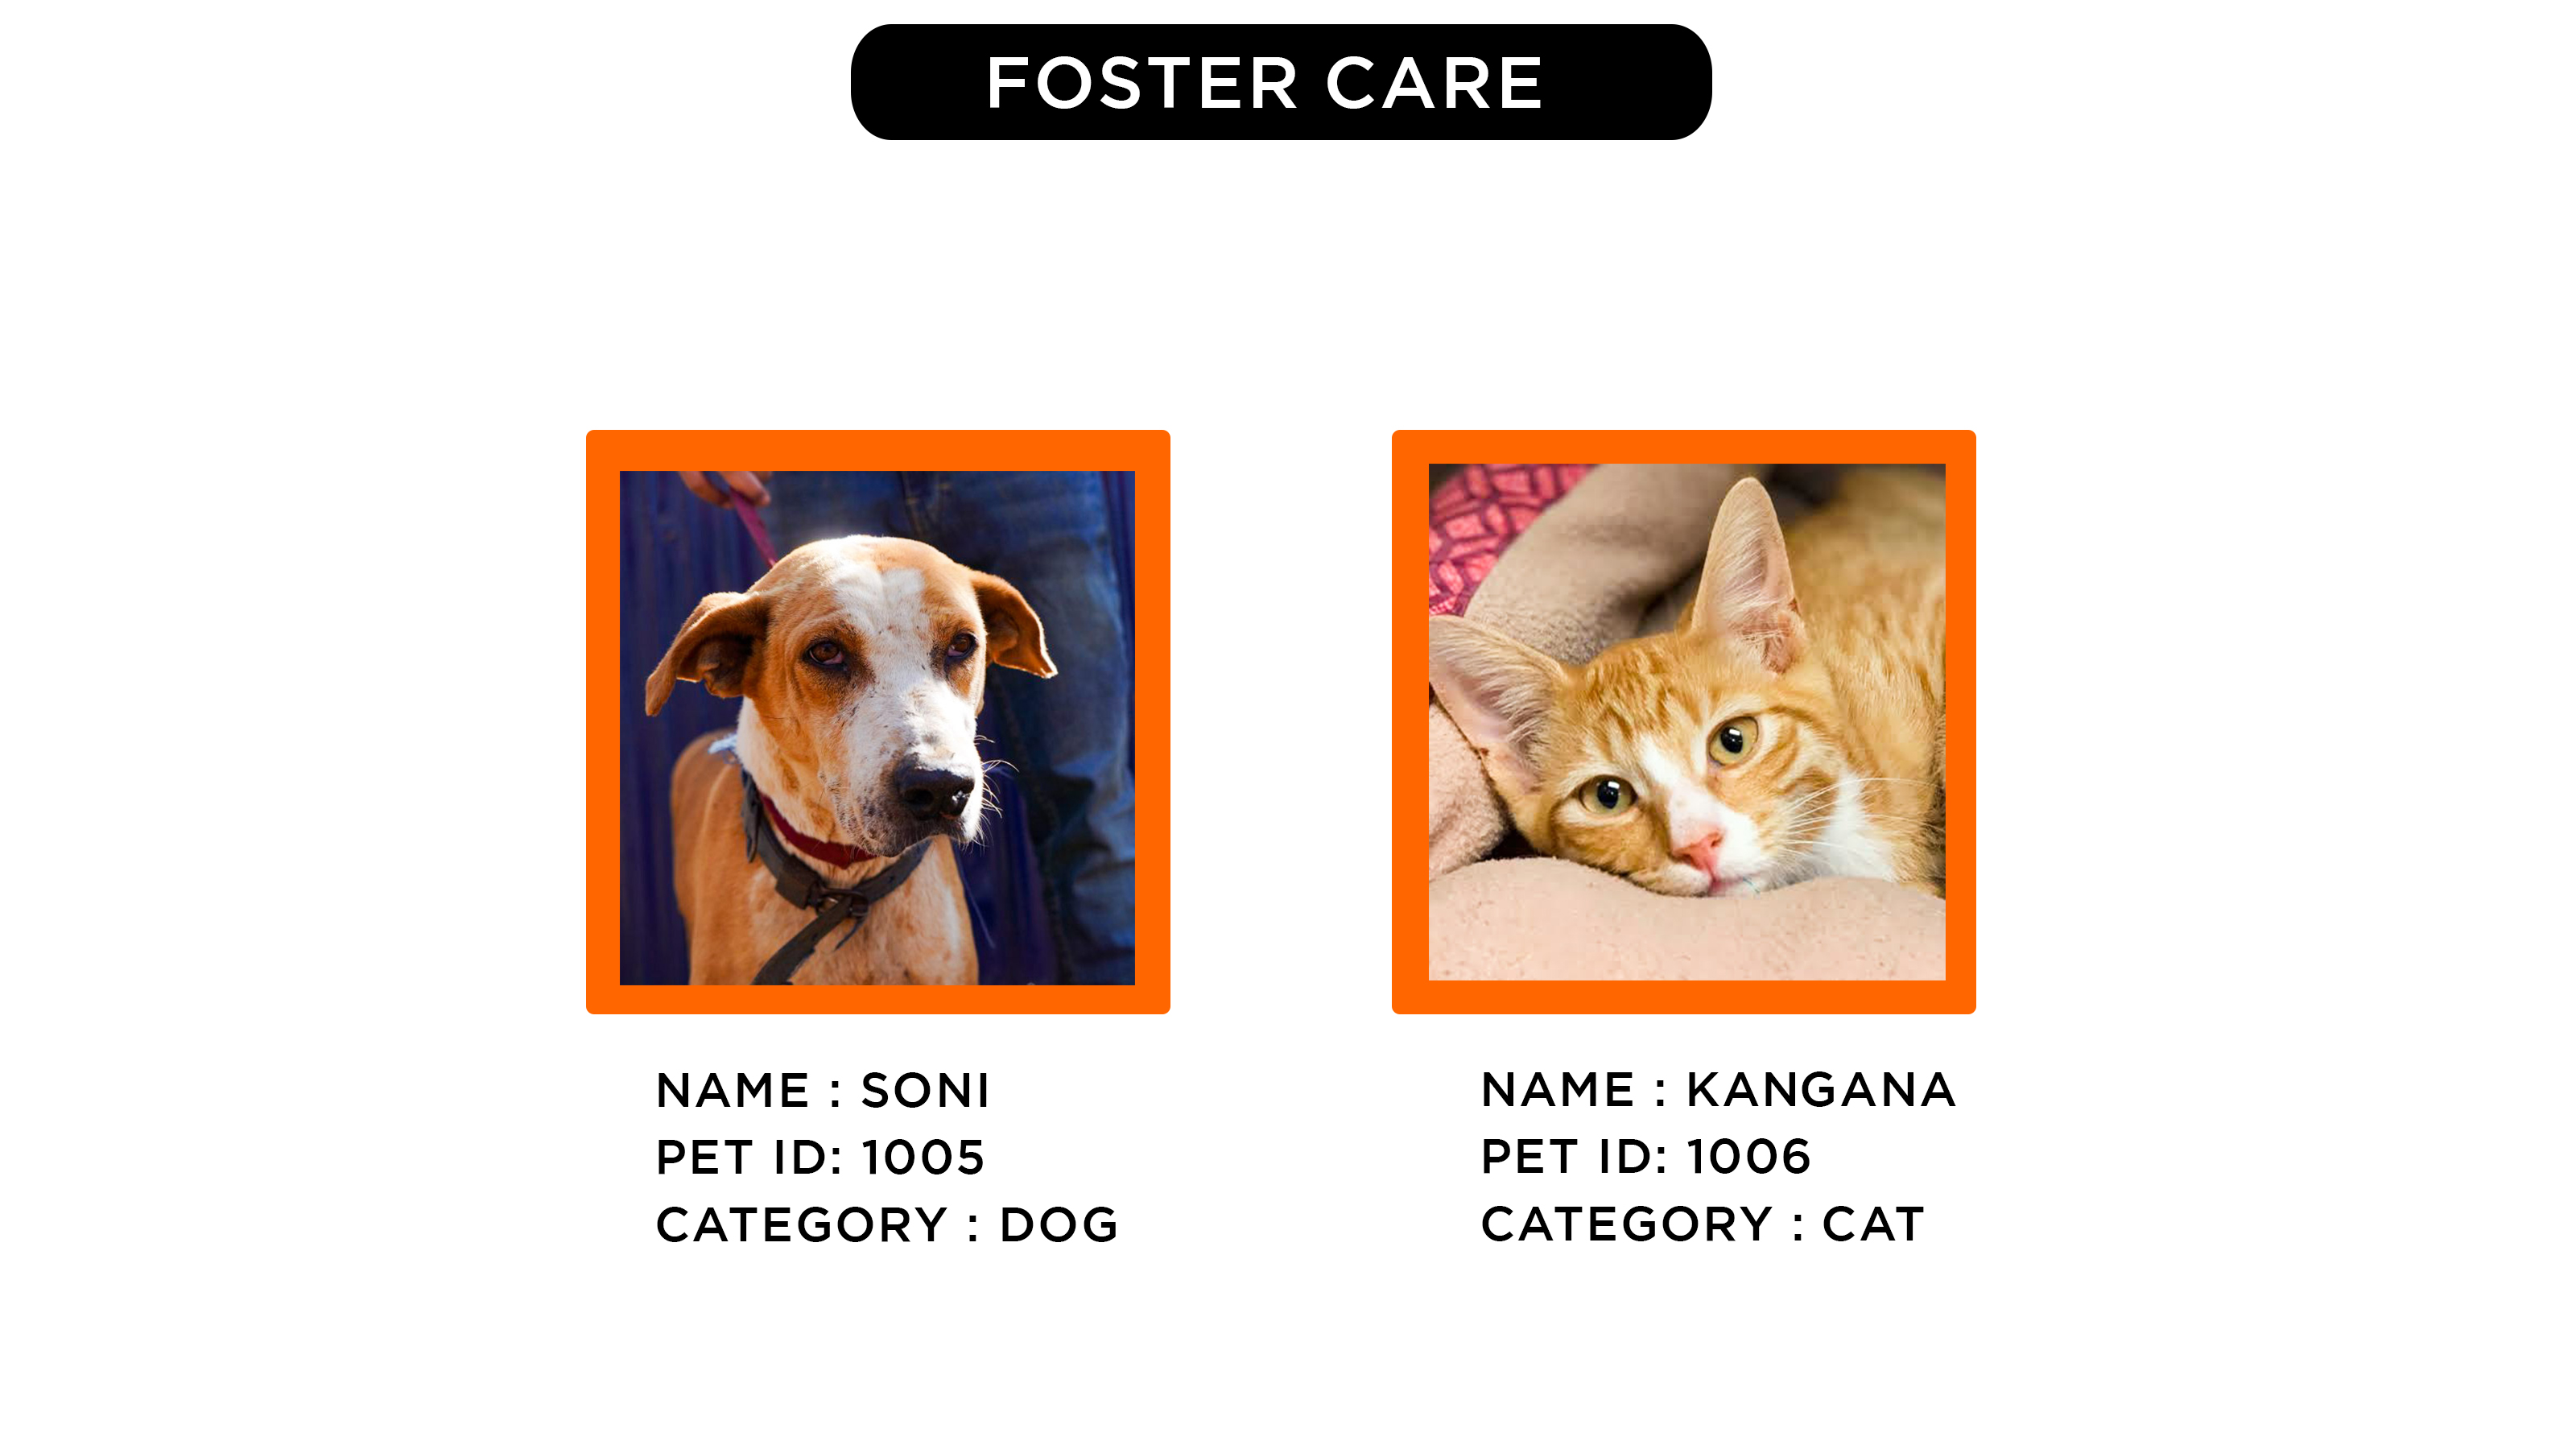 FOSTER CARE
NAME : SONI
PET ID: 1005
CATEGORY : DOG
NAME : KANGANA
PET ID: 1006
CATEGORY : CAT